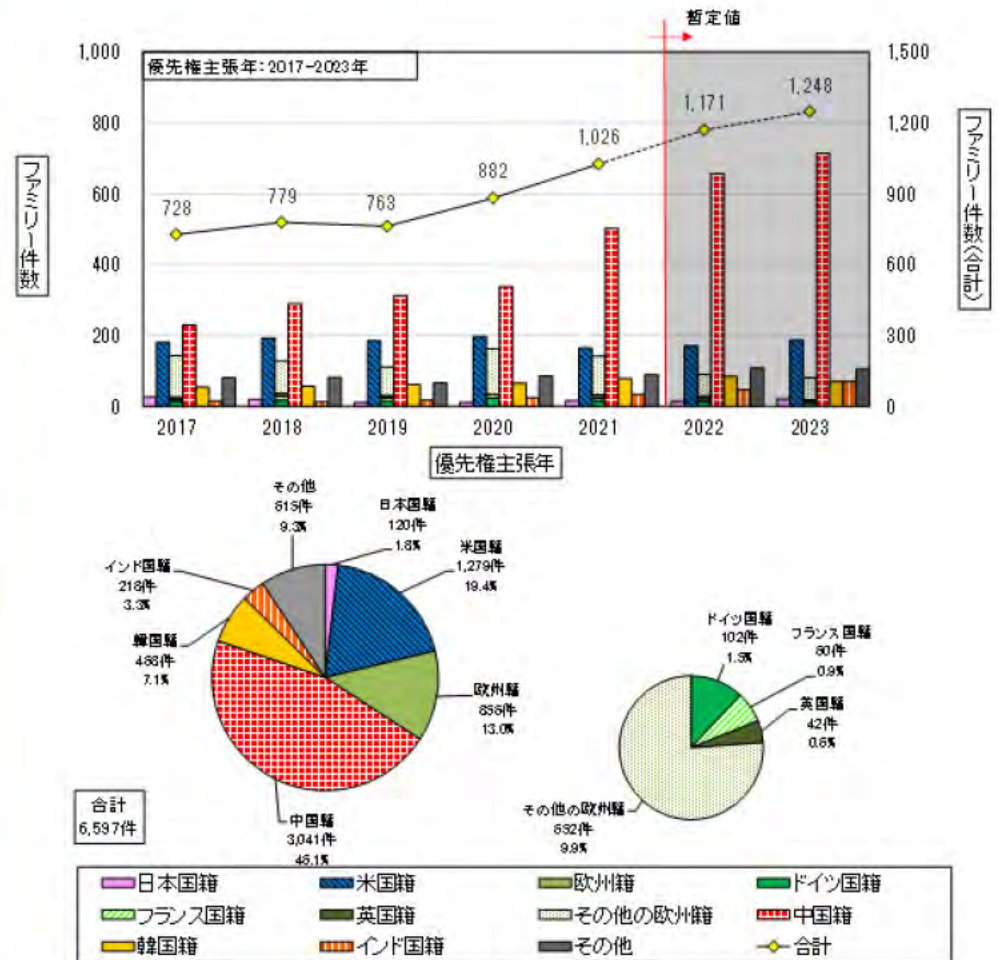 暫定値
1,000
800
600
400
200
0
1,500
1,200
900
600
300
0
優先権主張年:2017-2023年
728
779
763
882
1,026
1,171
1,248
ファミリー件数
ファミリー件数(合計)
2017
2018
2019
2020
2021
2022
2023
優先権主張年
その他
615件
9.3%
日本国籍
120件
1.8%
米国籍
1,279件
19.4%
インド国籍
218件
3.3%
韓国籍
468件
7.1%
欧州籍
856件
13.0%
中国籍
3,041件
46.1%
ドイツ国籍
102件
1.5%
フランス国籍
60件
0.9%
英国籍
42件
0.6%
その他の欧州籍
652件
9.9%
合計
6,597件
日本国籍 米国籍 欧州籍 ドイツ国籍
フランス国籍 英国籍 その他の欧州籍 中国籍
韓国籍 インド国籍 その他 合計